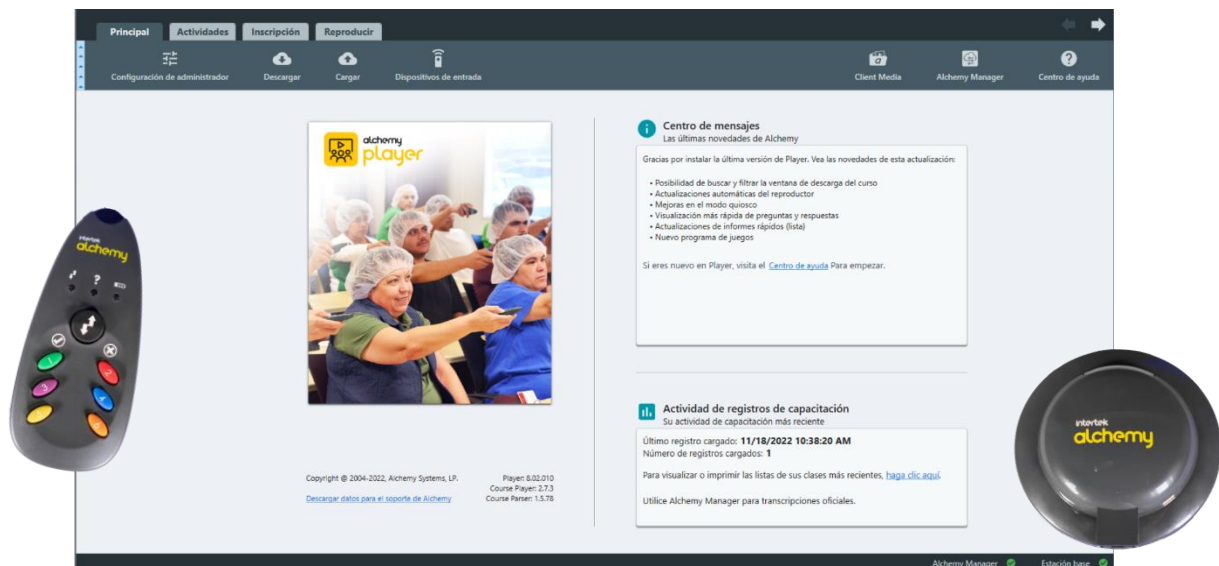 Principal
Actividades
Inscripción
Reproducir
Configuración de administrador
Descargar
Cargar
Dispositivos de entrada
Client Media
Alchemy Manager
Centro de ayuda
alchemy
player
Centro de mensajes
Las últimas novedades de Alchemy
Gracias por instalar la última versión de Player. Vea las novedades de esta actualización:
• Posibilidad de buscar y filtrar la ventana de descarga del curso
• Actualizaciones automáticas del reproductor
• Mejoras en el modo quiosco
• Visualización más rápida de preguntas y respuestas
• Actualizaciones de informes rápidos (lista)
• Nuevo programa de juegos
Si eres nuevo en Player, visita el Centro de ayuda Para empezar.
Actividad de registros de capacitación
Su actividad de capacitación más reciente
Último registro cargado: 11/18/2022 10:38:20 AM
Número de registros cargados: 1
Para visualizar o imprimir las listas de sus clases más recientes, haga clic aquí.
Utilice Alchemy Manager para transcripciones oficiales.
Copyright @ 2004-2022, Alchemy Systems, LP.
Player: 8.02.010
Course Player: 2.7.3
Descargar datos para el soporte de Alchemy
Course Parser: 1.5.78
Alchemy Manager
Estación base
intertek
alchemy
?
1
2
3
4
intertek
alchemy